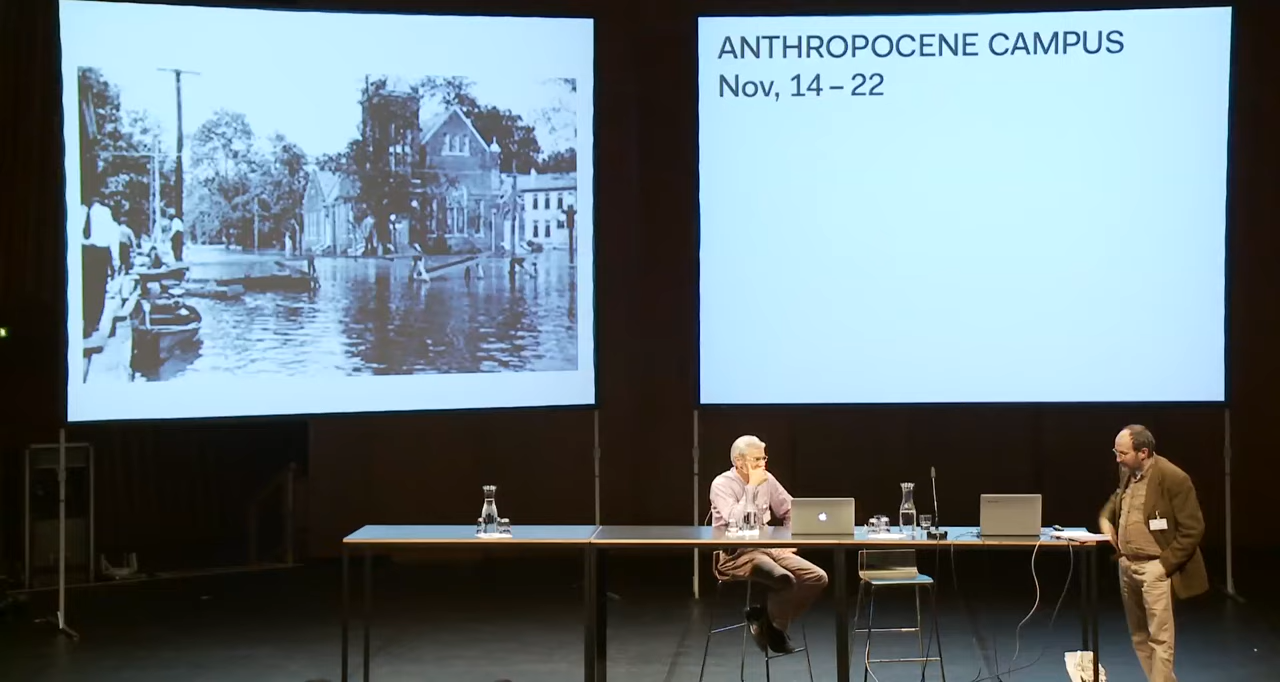 ANTHROPOCENE CAMPUS
Nov, 14 – 22